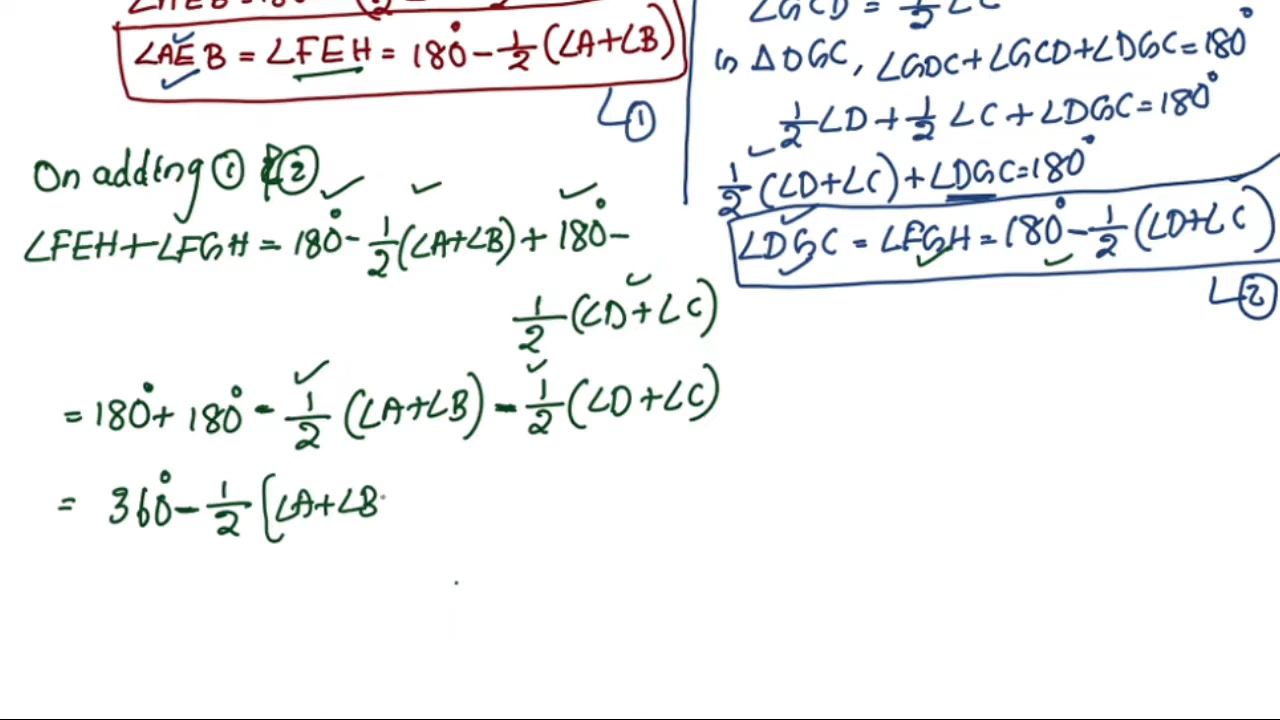 ∠AEB = ∠FEH = 180° - 1/2 (∠A+∠B)
①
On adding ① & ②
∠FEH + ∠FGH = 180° - 1/2 (∠A+∠B) + 180° -
1/2 (∠D+∠C)
= 180° + 180° - 1/2 (∠A+∠B) - 1/2 (∠D+∠C)
= 360° - 1/2 [∠A+∠B
∠GCD = 1/2 ∠C
In △DGC, ∠GDC+∠GCD+∠DGC=180°
1/2 ∠D + 1/2 ∠C + ∠DGC = 180°
1/2 (∠D+∠C) + ∠DGC = 180°
∠DGC = ∠FGH = 180° - 1/2 (∠D+∠C)
②